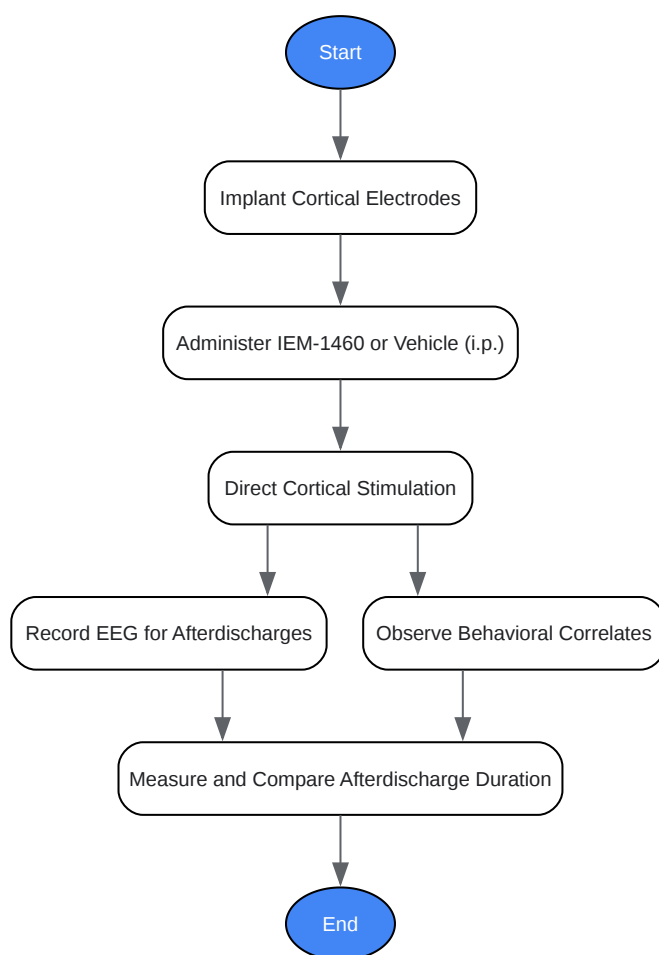 Start
Implant Cortical Electrodes
Administer IEM-1460 or Vehicle (i.p.)
Direct Cortical Stimulation
Record EEG for Afterdischarges
Observe Behavioral Correlates
Measure and Compare Afterdischarge Duration
End